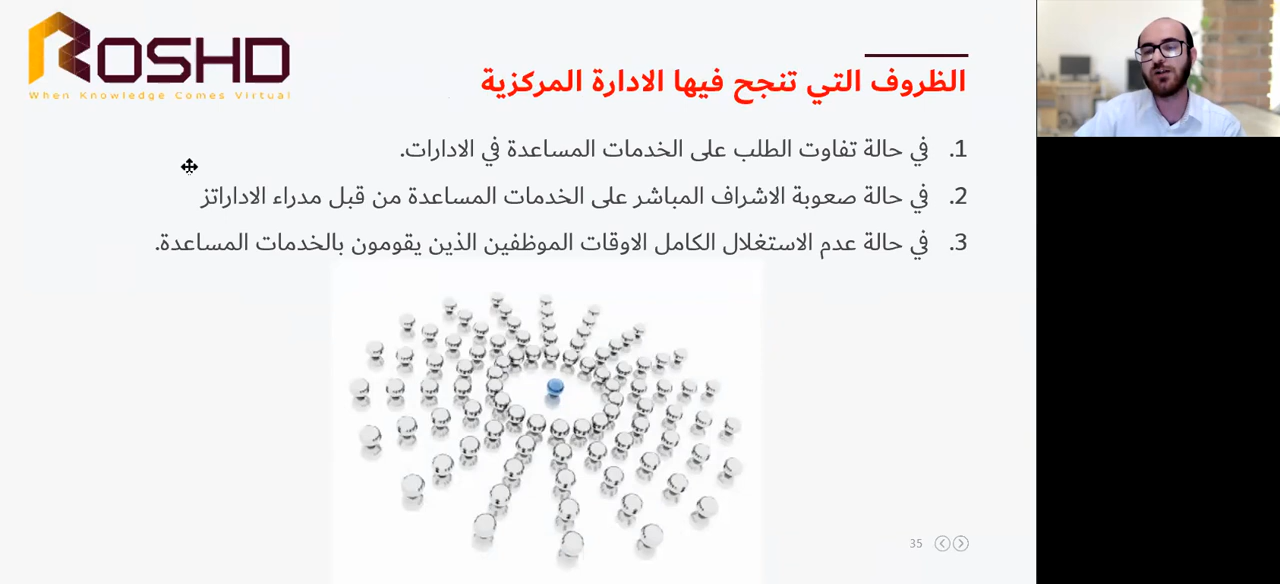 ROSHD
When Knowledge Comes Virtual
الظروف التي تنجح فيها الادارة المركزية
1. في حالة تفاوت الطلب على الخدمات المساعدة في الادارات.
2. في حالة صعوبة الاشراف المباشر على الخدمات المساعدة من قبل مدراء الاداراتز
3. في حالة عدم الاستغلال الكامل الاوقات الموظفين الذين يقومون بالخدمات المساعدة.
35